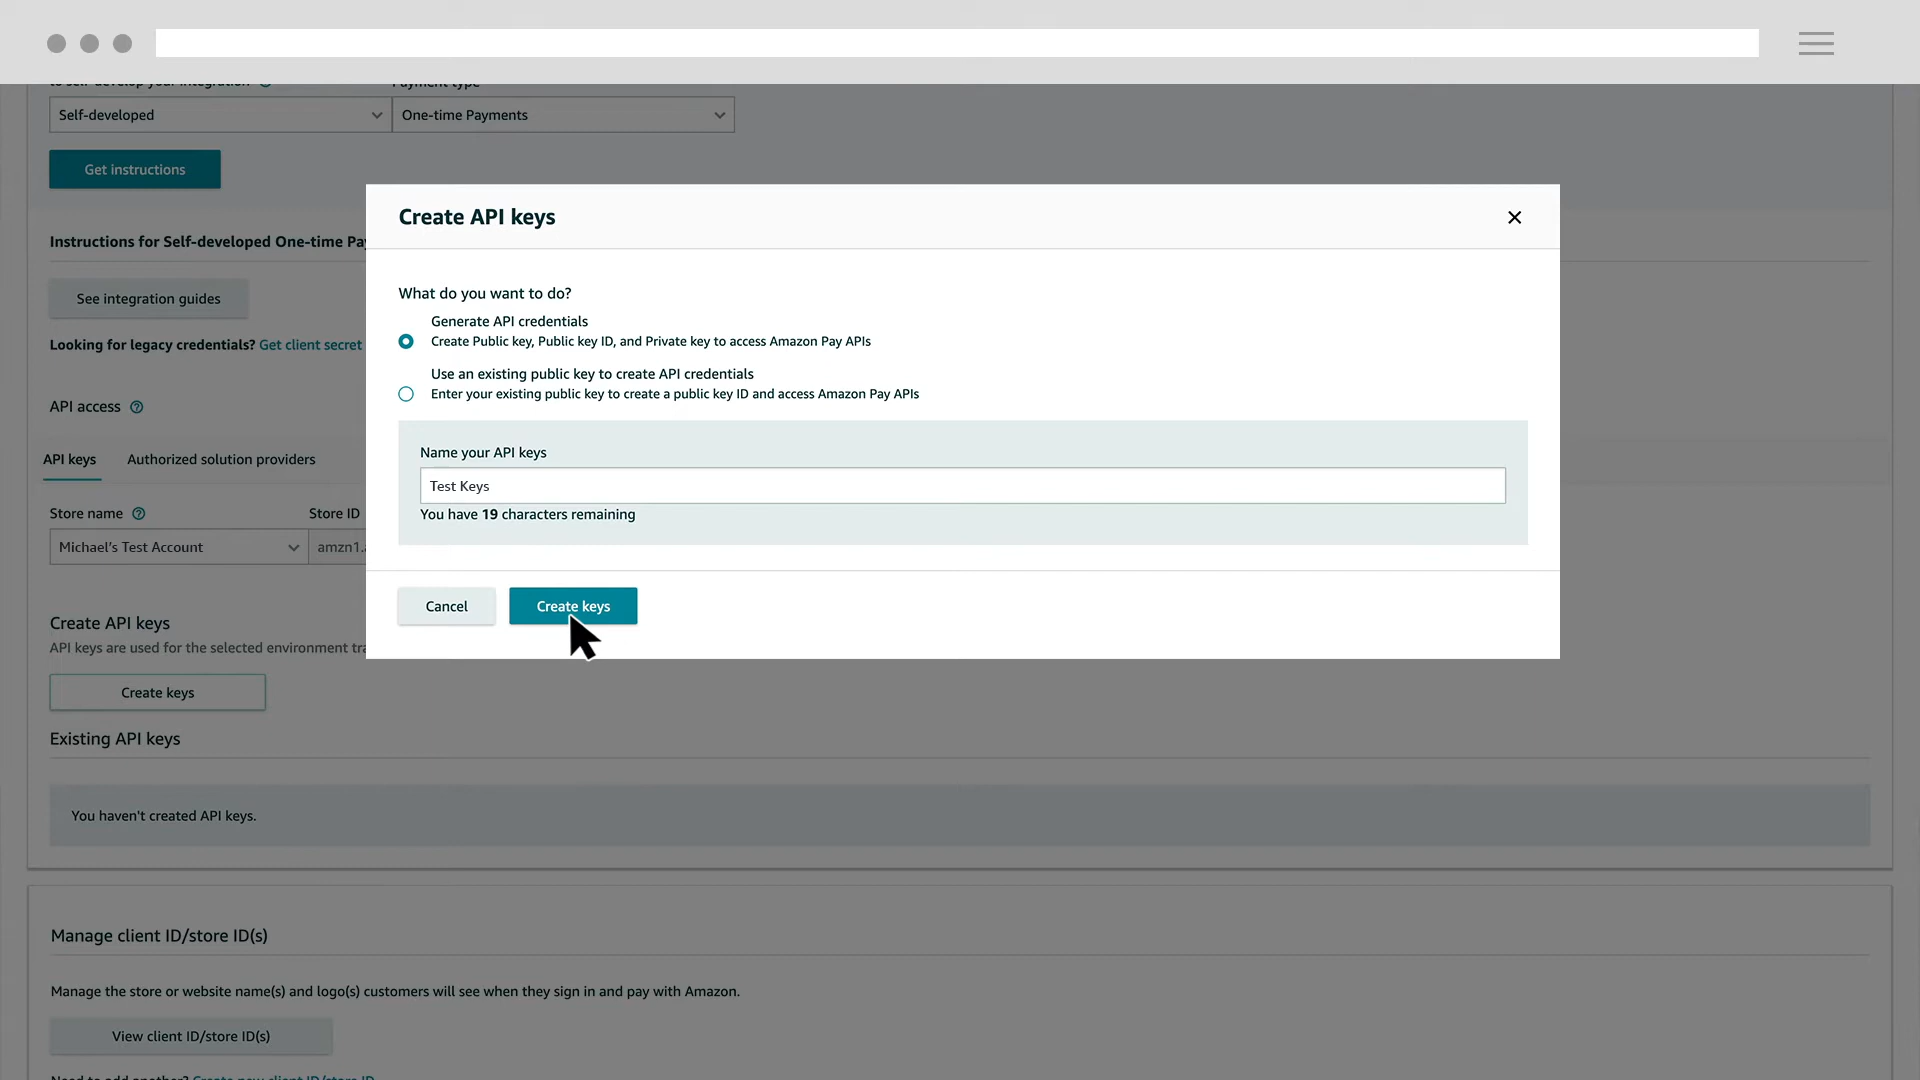 Self-developed
One-time Payments
Get instructions
Create API keys
Instructions for Self-developed One-time
What do you want to do?
See integration guides
Generate API credentials
Create Public key, Public key ID, and Private key to access Amazon Pay APIs
Looking for legacy credentials? Get client secret
Use an existing public key to create API credentials
Enter your existing public key to create a public key ID and access Amazon Pay APIs
API access
Name your API keys
API keys
Authorized solution providers
Test Keys
Store name
Store ID
You have 19 characters remaining
Michael's Test Account
amzn1.
Cancel
Create keys
Create API keys
API keys are used for the selected environment
Create keys
Existing API keys
You haven't created API keys.
Manage client ID/store ID(s)
Manage the store or website name(s) and logo(s) customers will see when they sign in and pay with Amazon.
View client ID/store ID(s)